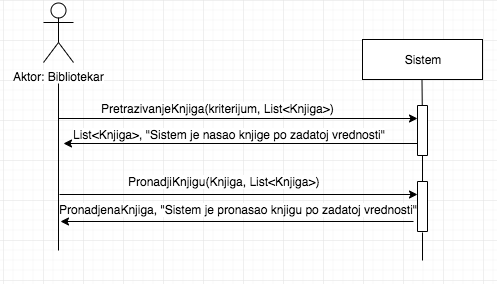 Sistem
Aktor: Bibliotekar
PretrazivanjeKnjiga(kriterijum, List<Knjiga>)
List<Knjiga>, "Sistem je nasao knjige po zadatoj vrednosti"
PronadjiKnjigu(Knjiga, List<Knjiga>)
PronadjenaKnjiga, "Sistem je pronasao knjigu po zadatoj vrednosti"